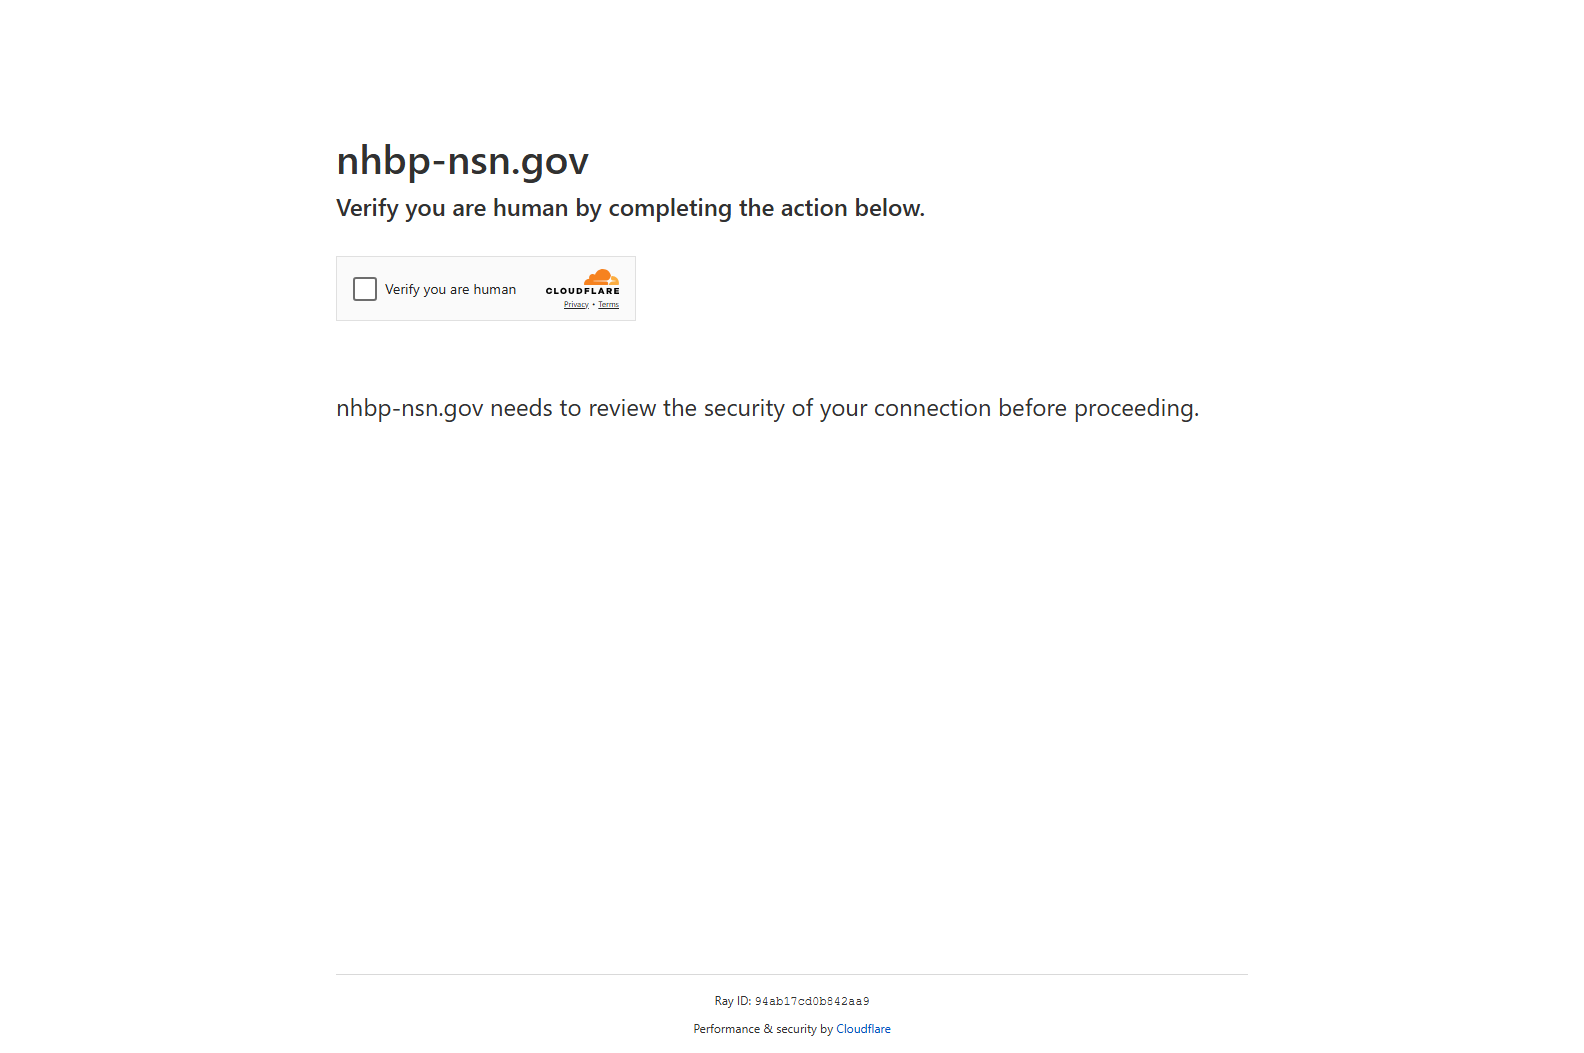 nhbp-nsn.gov
Verify you are human by completing the action below.
Verify you are human
CLOUDFLARE
Privacy • Terms
nhbp-nsn.gov needs to review the security of your connection before proceeding.
Ray ID: 94ab17cd0b842aa9
Performance & security by Cloudflare